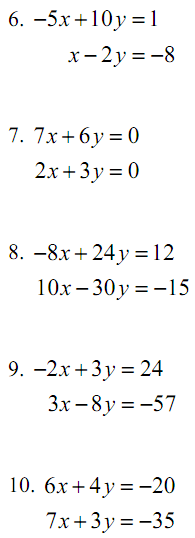 6. −5x+10y=1
x−2y=−8
7. 7x+6y=0
2x+3y=0
8. −8x+24y=12
10x−30y=−15
9. −2x+3y=24
3x−8y=−57
10. 6x+4y=−20
7x+3y=−35